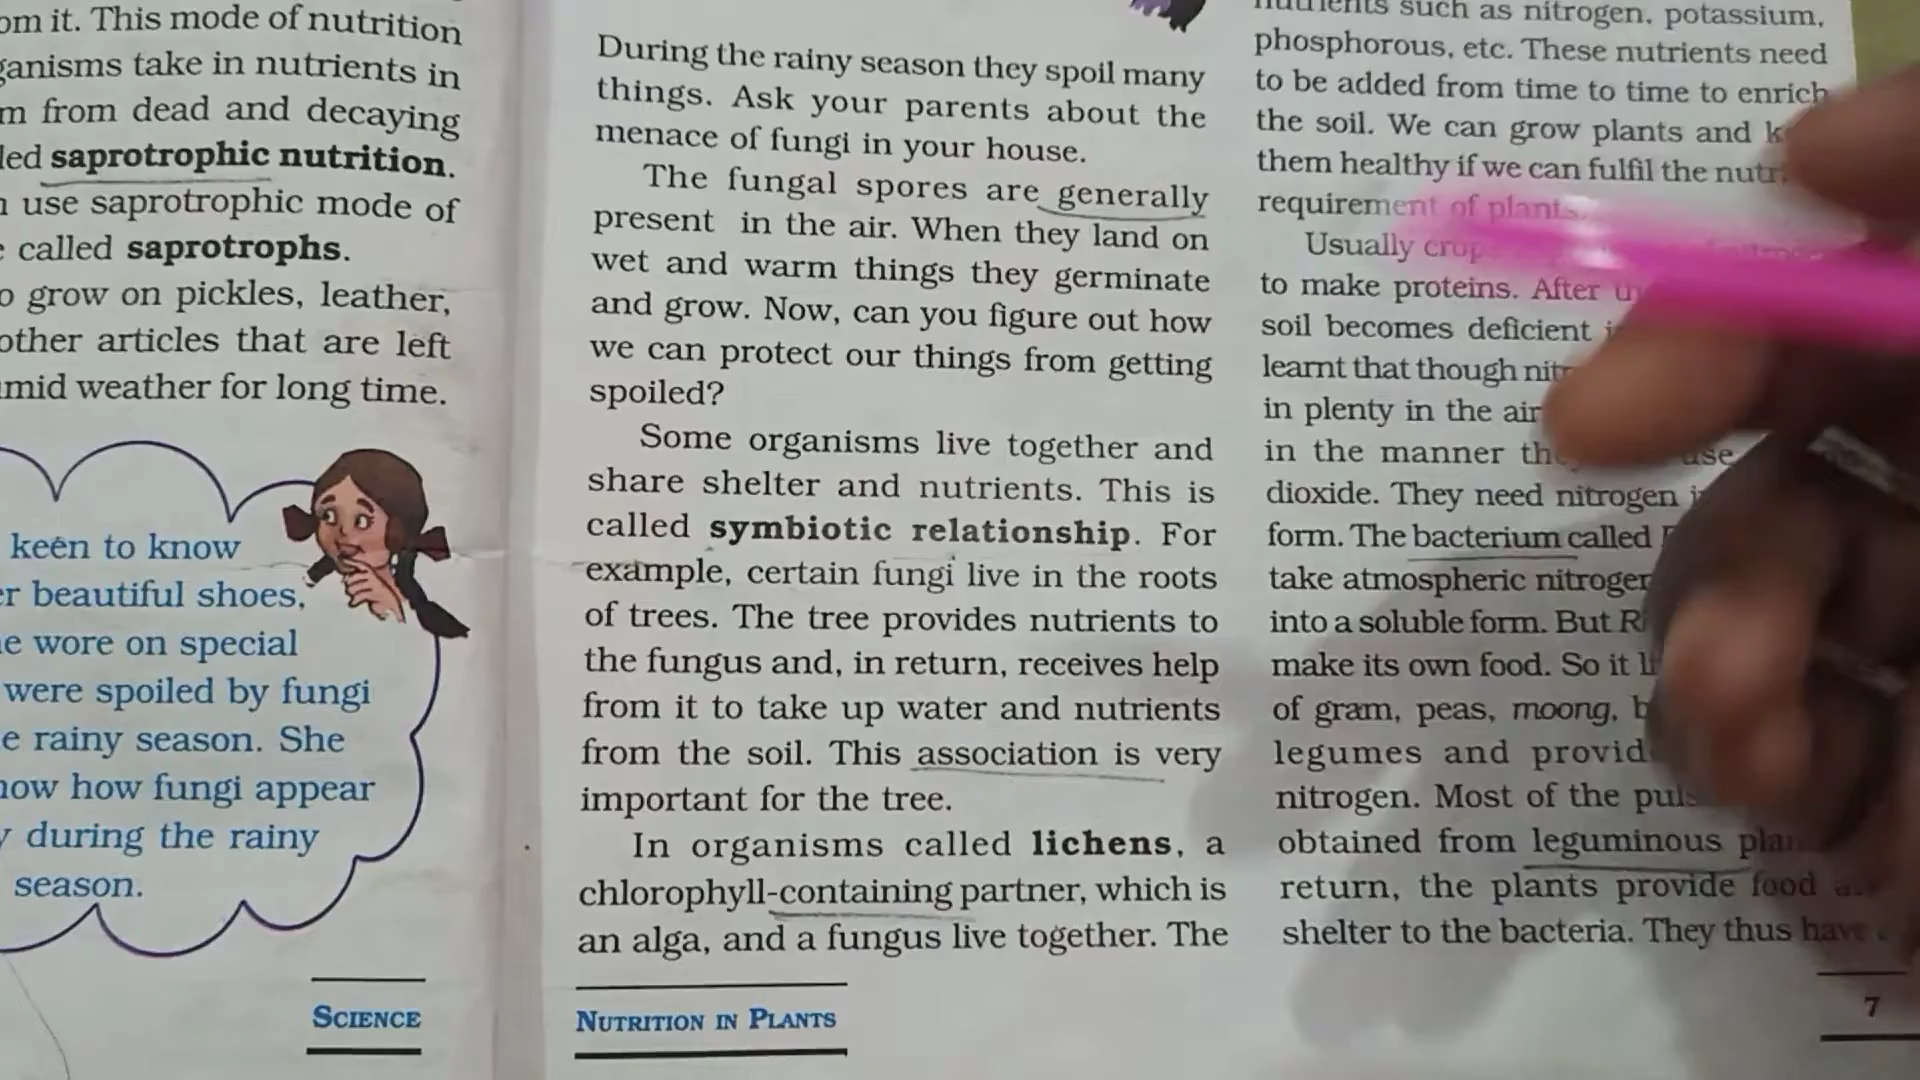 om it. This mode of nutrition
ganisms take in nutrients in
m from dead and decaying
led saprotrophic nutrition.
use saprotrophic mode of
called saprotrophs.
o grow on pickles, leather,
other articles that are left
mid weather for long time.
keen to know
er beautiful shoes,
e wore on special
were spoiled by fungi
e rainy season. She
now how fungi appear
y during the rainy
season.
SCIENCE
During the rainy season they spoil many
things. Ask your parents about the
menace of fungi in your house.
The fungal spores are generally
present in the air. When they land on
wet and warm things they germinate
and grow. Now, can you figure out how
we can protect our things from getting
spoiled?
Some organisms live together and
share shelter and nutrients. This is
called symbiotic relationship. For
example, certain fungi live in the roots
of trees. The tree provides nutrients to
the fungus and, in return, receives help
from it to take up water and nutrients
from the soil. This association is very
important for the tree.
In organisms called lichens, a
chlorophyll-containing partner, which is
an alga, and a fungus live together. The
NUTRITION IN PLANTS
nutrients such as nitrogen, potassium,
phosphorous, etc. These nutrients need
to be added from time to time to enrich
the soil. We can grow plants and
them healthy if we can fulfil the
requirement of plants.
Usually
to make proteins. After
soil becomes deficient
learnt that though
in plenty in the air
in the manner
dioxide. They need nitrogen
form. The bacterium called
take atmospheric nitrogen
into a soluble form. But
make its own food. So it
of gram, peas, moong,
legumes and
nitrogen. Most of the
obtained from leguminous
return, the plants provide food
shelter to the bacteria. They thus have
7